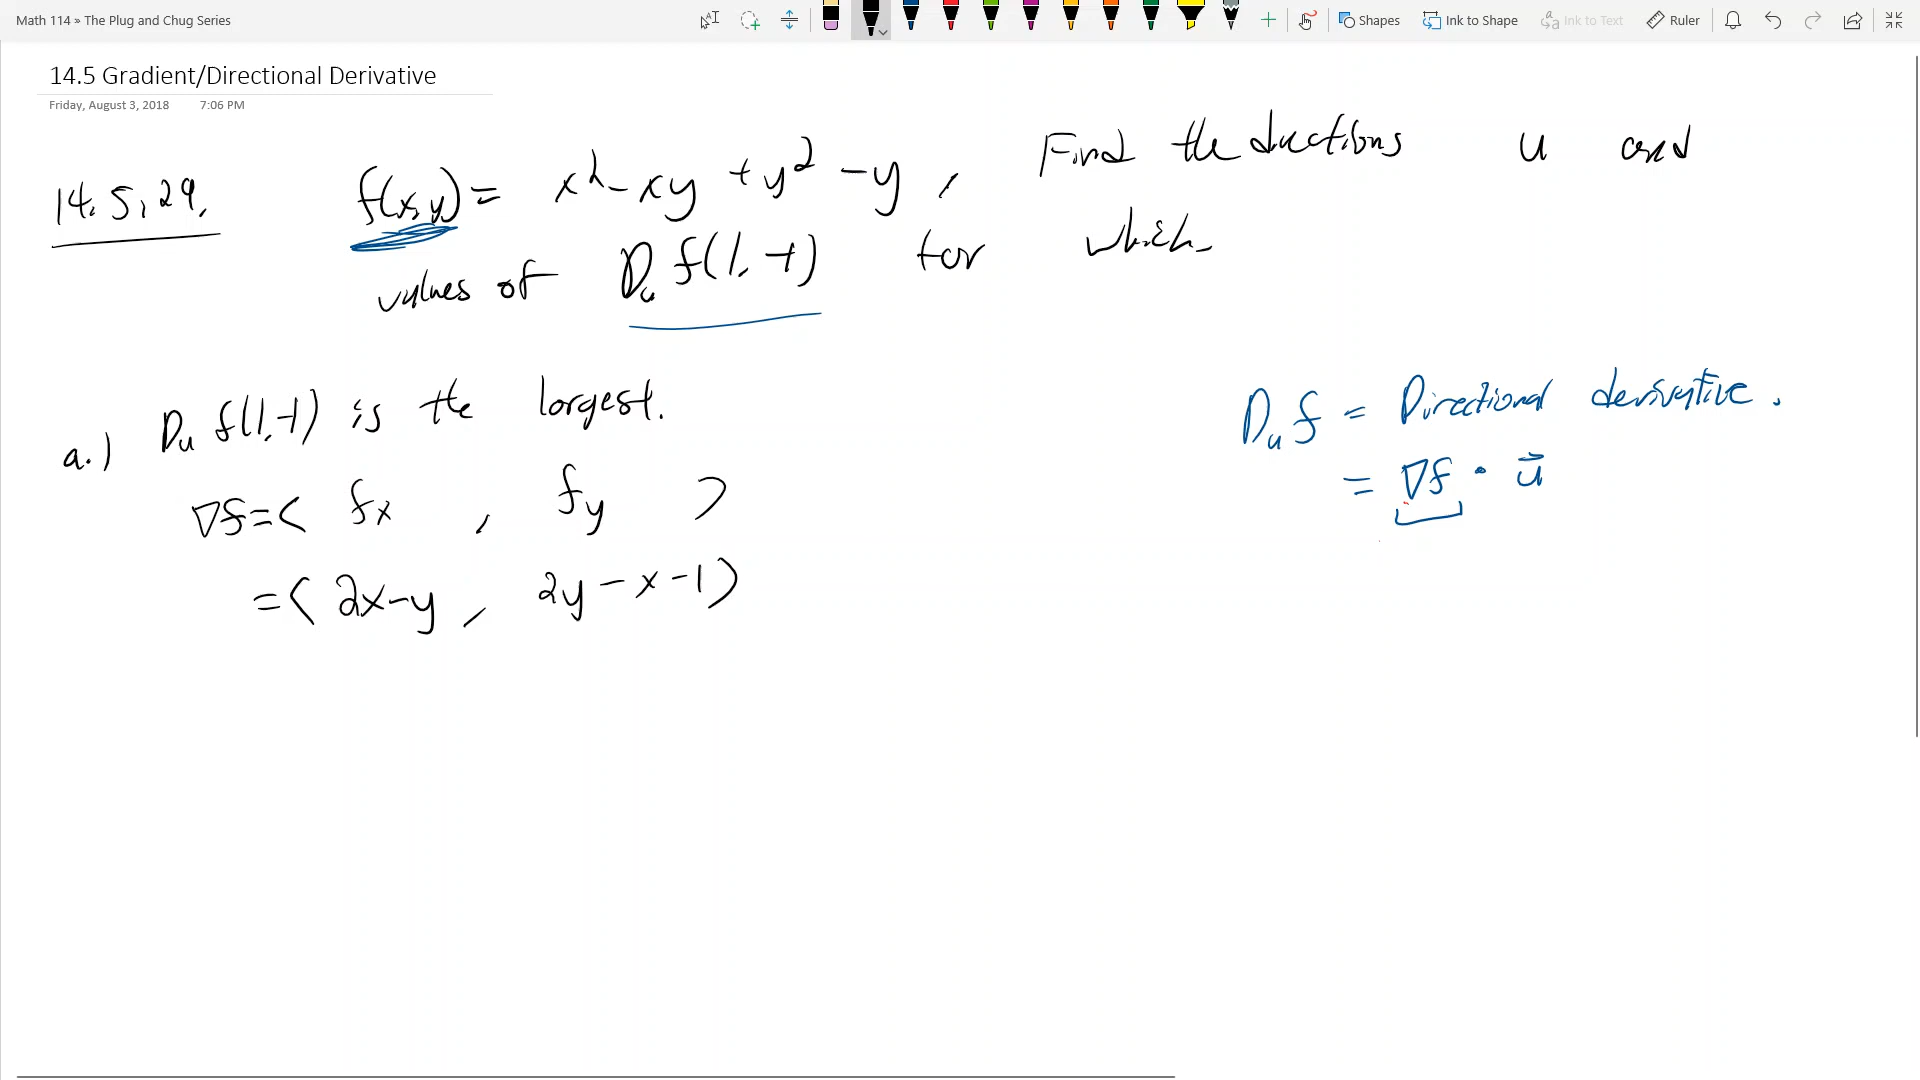 Math 114 » The Plug and Chug Series
Shapes Ink to Shape Ink to Text Ruler
14.5 Gradient/Directional Derivative
Friday, August 3, 2018 7:06 PM
14.5.29. f(x,y) = x² - xy + y² - y, Find the directions u and
values of Dᵤ f(1,-1) for which
a.) Dᵤ f(1,-1) is the largest.
Dᵤf = Directional derivative.
= ∇f • u⃗
∇f = < fx , fy >
= < 2x-y , 2y-x-1 >